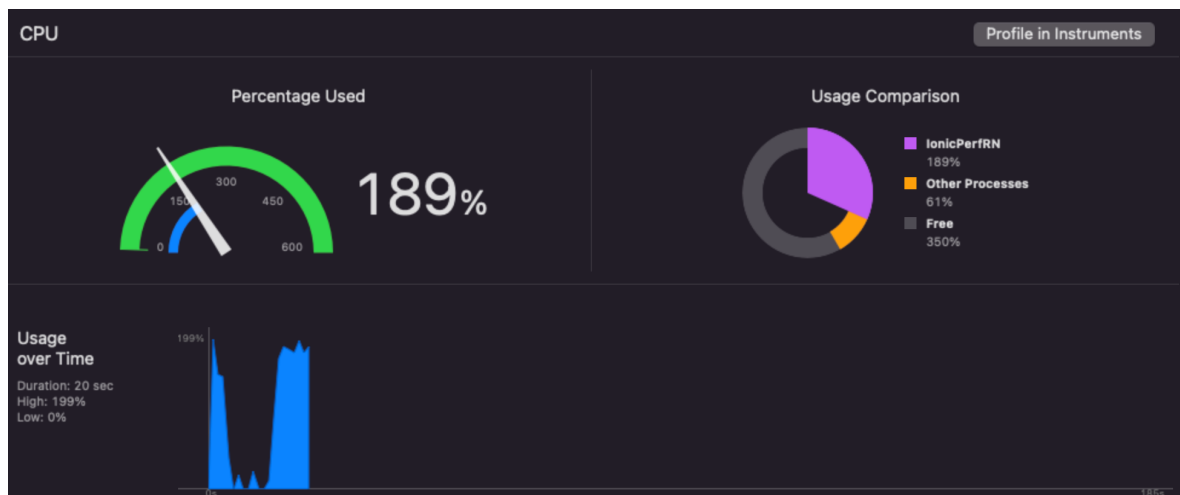 CPU
Profile in Instruments
Percentage Used
Usage Comparison
0
150
300
450
600
189%
IonicPerfRN
189%
Other Processes
61%
Free
350%
Usage
over Time
Duration: 20 sec
High: 199%
Low: 0%
199%
0s
185s